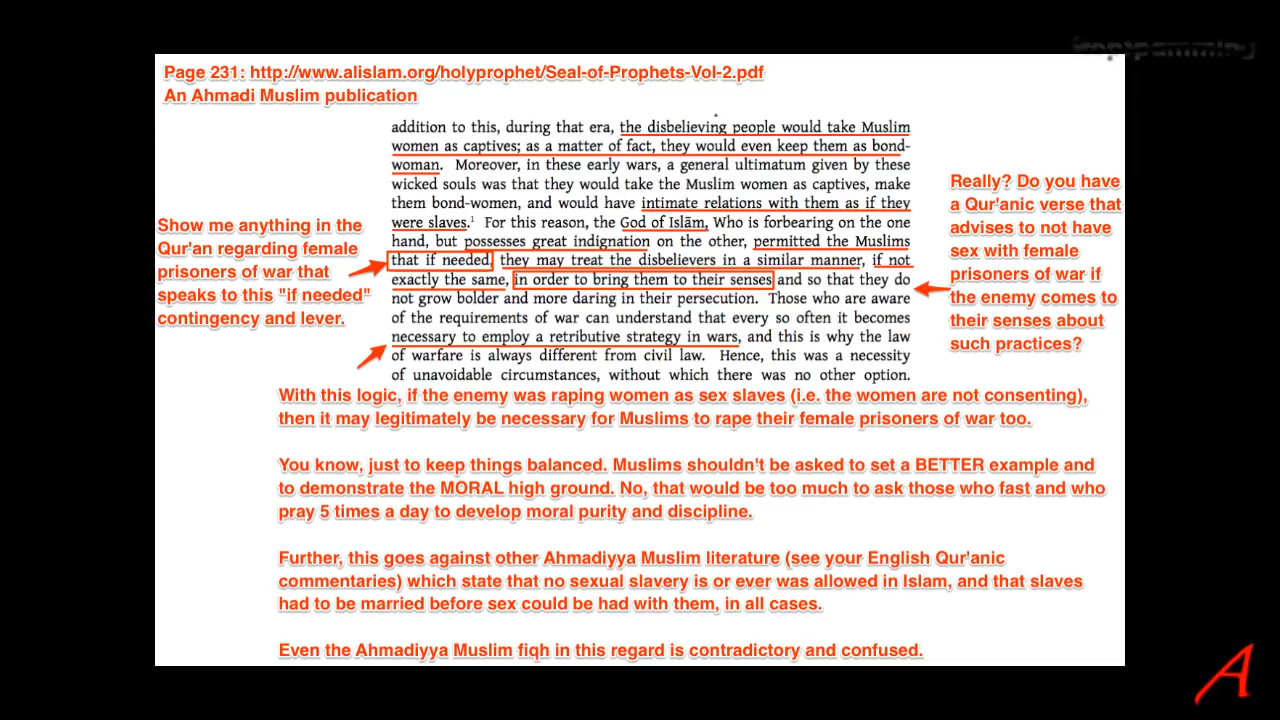 Page 231: http://www.alislam.org/holyprophet/Seal-of-Prophets-Vol-2.pdf
An Ahmadi Muslim publication
addition to this, during that era, the disbelieving people would take Muslim
women as captives; as a matter of fact, they would even keep them as bond-
woman. Moreover, in these early wars, a general ultimatum given by these
wicked souls was that they would take the Muslim women as captives, make
them bond-women, and would have intimate relations with them as if they
were slaves.¹ For this reason, the God of Islām, Who is forbearing on the one
hand, but possesses great indignation on the other, permitted the Muslims
that if needed, they may treat the disbelievers in a similar manner, if not
exactly the same, in order to bring them to their senses and so that they do
not grow bolder and more daring in their persecution. Those who are aware
of the requirements of war can understand that every so often it becomes
necessary to employ a retributive strategy in wars, and this is why the law
of warfare is always different from civil law. Hence, this was a necessity
of unavoidable circumstances, without which there was no other option.
Show me anything in the
Qur'an regarding female
prisoners of war that
speaks to this "if needed"
contingency and lever.
Really? Do you have
a Qur'anic verse that
advises to not have
sex with female
prisoners of war if
the enemy comes to
their senses about
such practices?
With this logic, if the enemy was raping women as sex slaves (i.e. the women are not consenting),
then it may legitimately be necessary for Muslims to rape their female prisoners of war too.
You know, just to keep things balanced. Muslims shouldn't be asked to set a BETTER example and
to demonstrate the MORAL high ground. No, that would be too much to ask those who fast and who
pray 5 times a day to develop moral purity and discipline.
Further, this goes against other Ahmadiyya Muslim literature (see your English Qur'anic
commentaries) which state that no sexual slavery is or ever was allowed in Islam, and that slaves
had to be married before sex could be had with them, in all cases.
Even the Ahmadiyya Muslim fiqh in this regard is contradictory and confused.
A